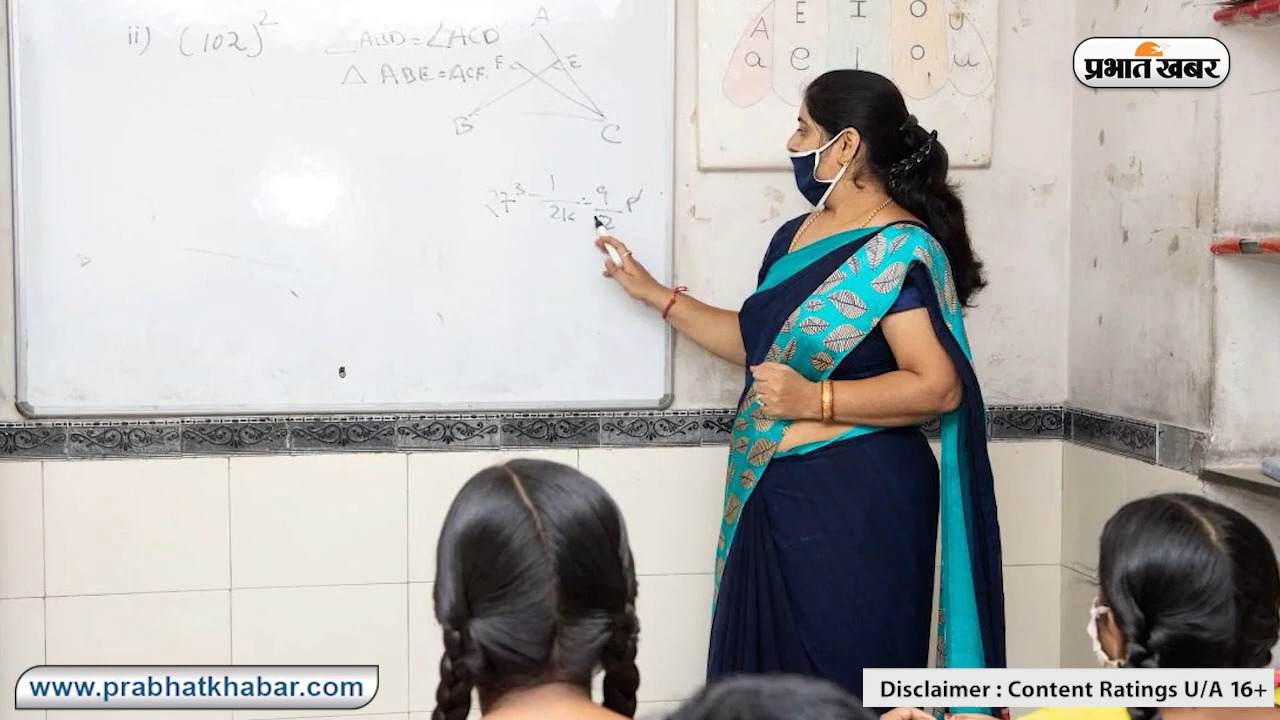 ii) (102)²
∠ABD = ∠ACD
△ ABE = ACF
A
F
E
B
C
A E I O U
a e i o u
प्रभात खबर
www.prabhatkhabar.com
Disclaimer : Content Ratings U/A 16+